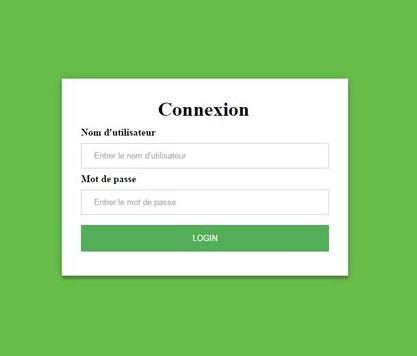 Connexion
Nom d'utilisateur
Entrer le nom d'utilisateur
Mot de passe
Entrer le mot de passe
LOGIN